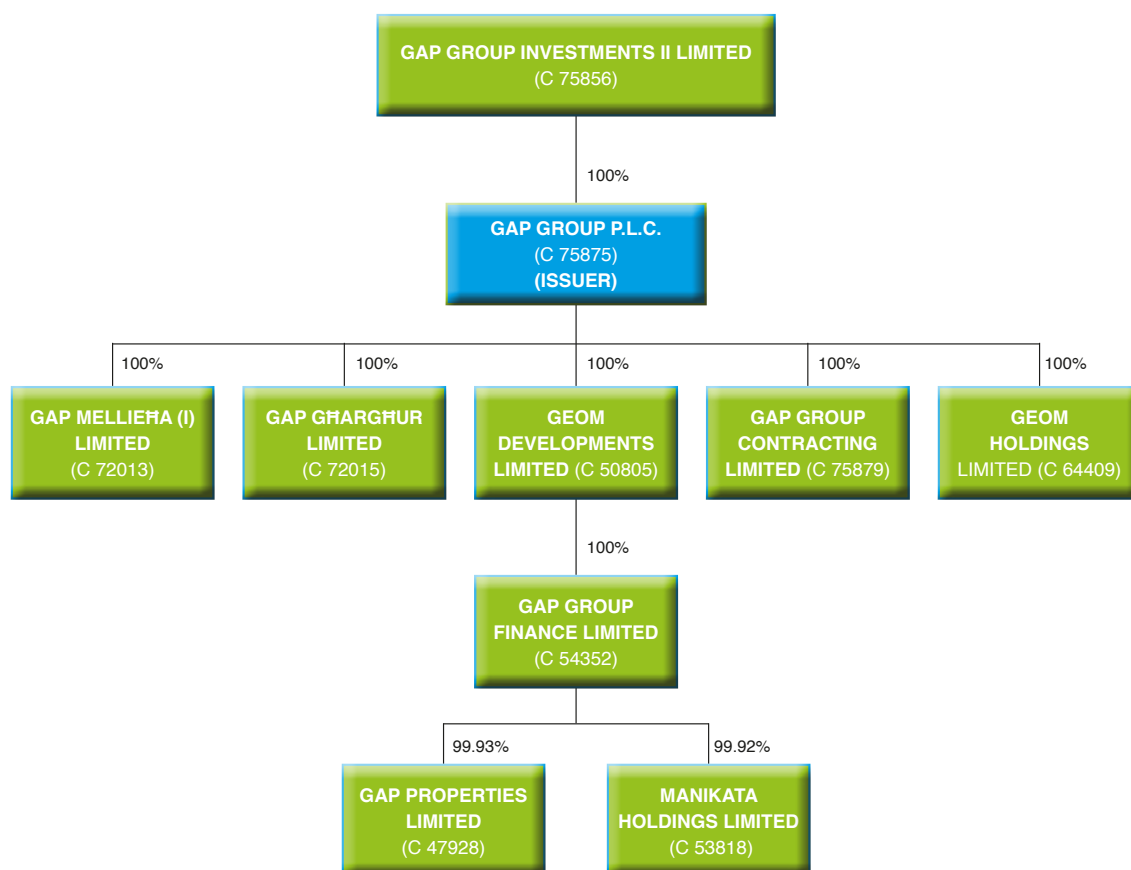 GAP GROUP INVESTMENTS II LIMITED
(C 75856)
100%
GAP GROUP P.L.C.
(C 75875)
(ISSUER)
100%
100%
100%
100%
100%
GAP MELLIEĦA (I)
LIMITED
(C 72013)
GAP GĦARGĦUR
LIMITED
(C 72015)
GEOM
DEVELOPMENTS
LIMITED (C 50805)
GAP GROUP
CONTRACTING
LIMITED (C 75879)
GEOM
HOLDINGS
LIMITED (C 64409)
100%
GAP GROUP
FINANCE LIMITED
(C 54352)
99.93%
99.92%
GAP PROPERTIES
LIMITED
(C 47928)
MANIKATA
HOLDINGS LIMITED
(C 53818)